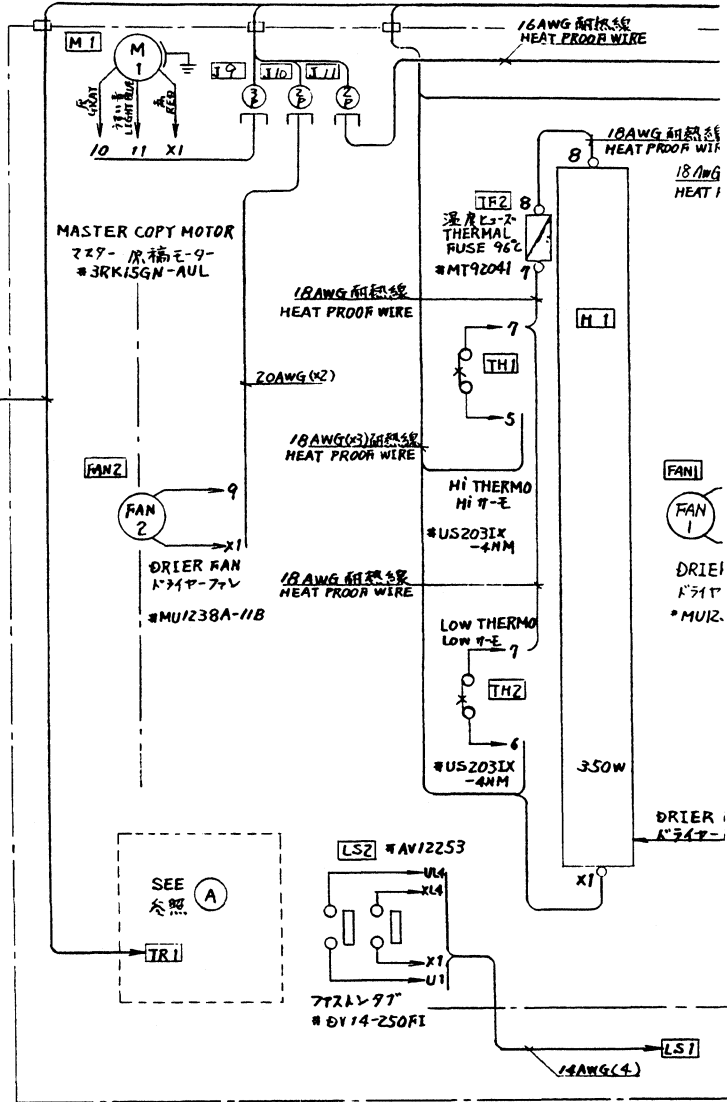 16AWG 耐熱線
HEAT PROOF WIRE
M1
M
1
J9
J10
J11
3
P
2
P
2
P
灰
GRAY
うすい青
LIGHT BLUE
赤
RED
10
11
X1
18AWG 耐熱線
HEAT PROOF WIR
8
18AWG
HEAT
MASTER COPY MOTOR
マスター 原稿モーター
#3RK15GN-AUL
TF2
8
温度ヒューズ
THERMAL
FUSE 96℃
#MT92041
7
18AWG 耐熱線
HEAT PROOF WIRE
H1
7
TH1
20AWG(x2)
5
18AWG(x3)耐熱線
HEAT PROOF WIRE
FAN2
FAN1
Hi THERMO
Hi サーモ
9
FAN
2
FAN
1
#US203IX
-4NM
X1
DRIER FAN
ドライヤーファン
DRIE
ドライヤ
18AWG 耐熱線
HEAT PROOF WIRE
#MU1238A-11B
*MU12
LOW THERMO
LOW サーモ
7
TH2
6
#US203IX
-4NM
350W
DRIER
ドライヤー
LS2
#AV12253
UL4
XL4
X1
SEE
参照
A
TR1
X1
U1
ファストンタブ
#DV14-250FI
LS1
14AWG(4)